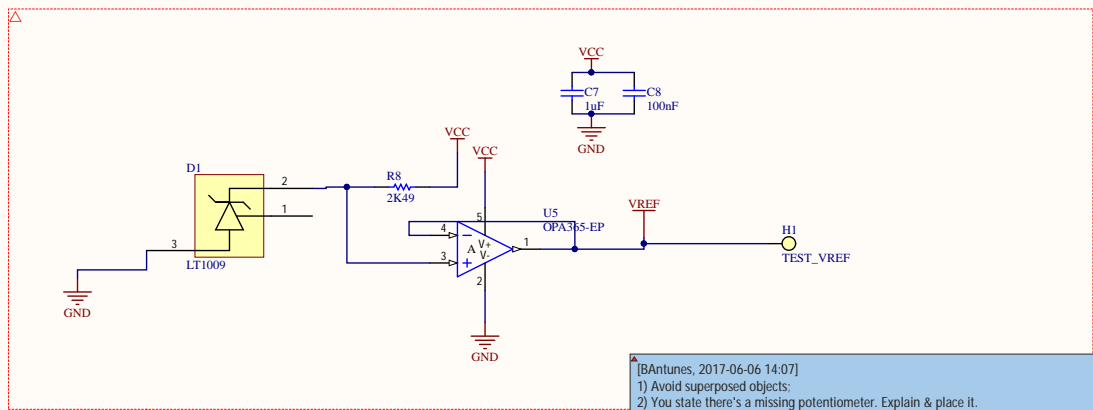 VCC
C7
1uF
C8
100nF
GND
VCC
VCC
D1
2
1
3
LT1009
GND
R8
2K49
U5
OPA365-EP
5
4
A
V+
V-
3
1
2
GND
VREF
H1
TEST_VREF
[BAntunes, 2017-06-06 14:07]
1) Avoid superposed objects;
2) You state there's a missing potentiometer. Explain & place it.